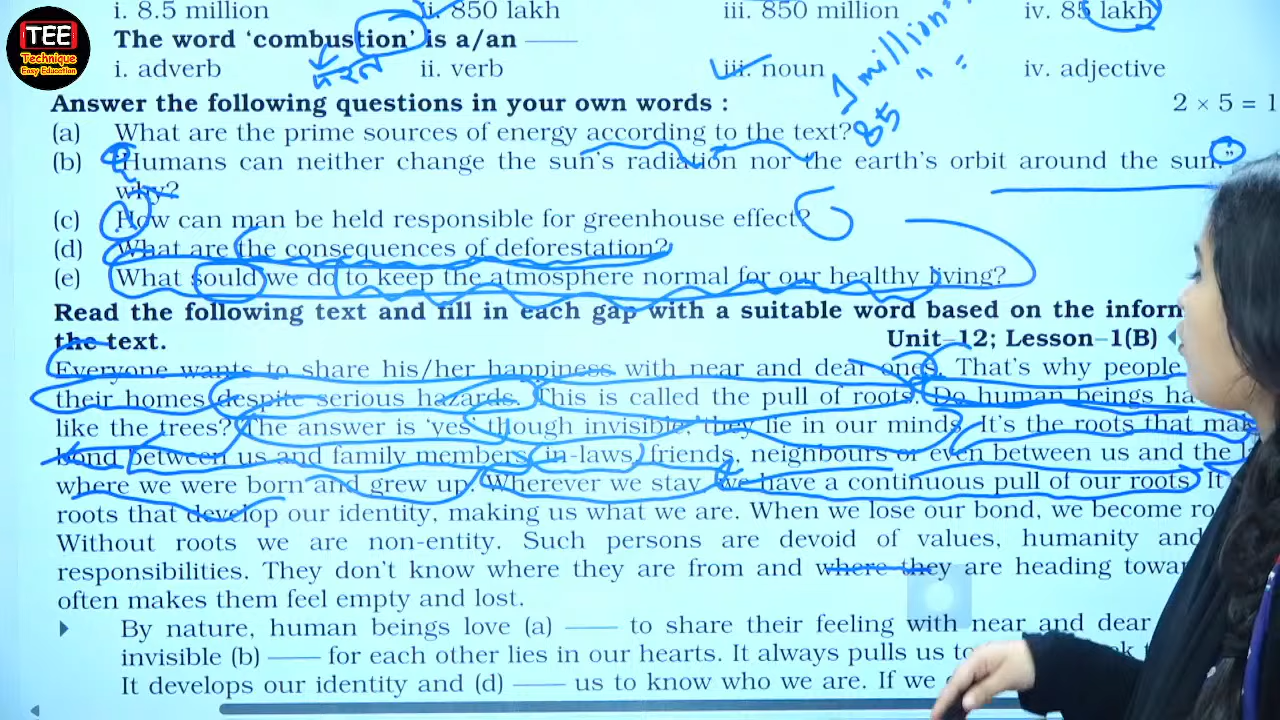 TEE
Technique
Easy Education
i. 8.5 million ii. 850 lakh iii. 850 million iv. 85 lakh
The word ‘combustion’ is a/an ——
i. adverb ii. verb iii. noun iv. adjective
1 million =
85 " =
Answer the following questions in your own words : 2 × 5 = 1
(a) What are the prime sources of energy according to the text?
(b) Humans can neither change the sun's radiation nor the earth's orbit around the sun."
why?
(c) How can man be held responsible for greenhouse effect?
(d) What are the consequences of deforestation?
(e) What sould we do to keep the atmosphere normal for our healthy living?
Read the following text and fill in each gap with a suitable word based on the inform
the text. Unit–12; Lesson–1(B)
Everyone wants to share his/her happiness with near and dear ones. That's why people
their homes despite serious hazards. This is called the pull of roots. Do human beings ha
like the trees? The answer is ‘yes’ though invisible, they lie in our minds. It's the roots that mak
bond between us and family members in-laws, friends, neighbours or even between us and the la
where we were born and grew up. Wherever we stay, we have a continuous pull of our roots. It
roots that develop our identity, making us what we are. When we lose our bond, we become ro
Without roots we are non-entity. Such persons are devoid of values, humanity and
responsibilities. They don't know where they are from and where they are heading towar
often makes them feel empty and lost.
By nature, human beings love (a) —— to share their feeling with near and dear
invisible (b) —— for each other lies in our hearts. It always pulls us to
It develops our identity and (d) —— us to know who we are. If we